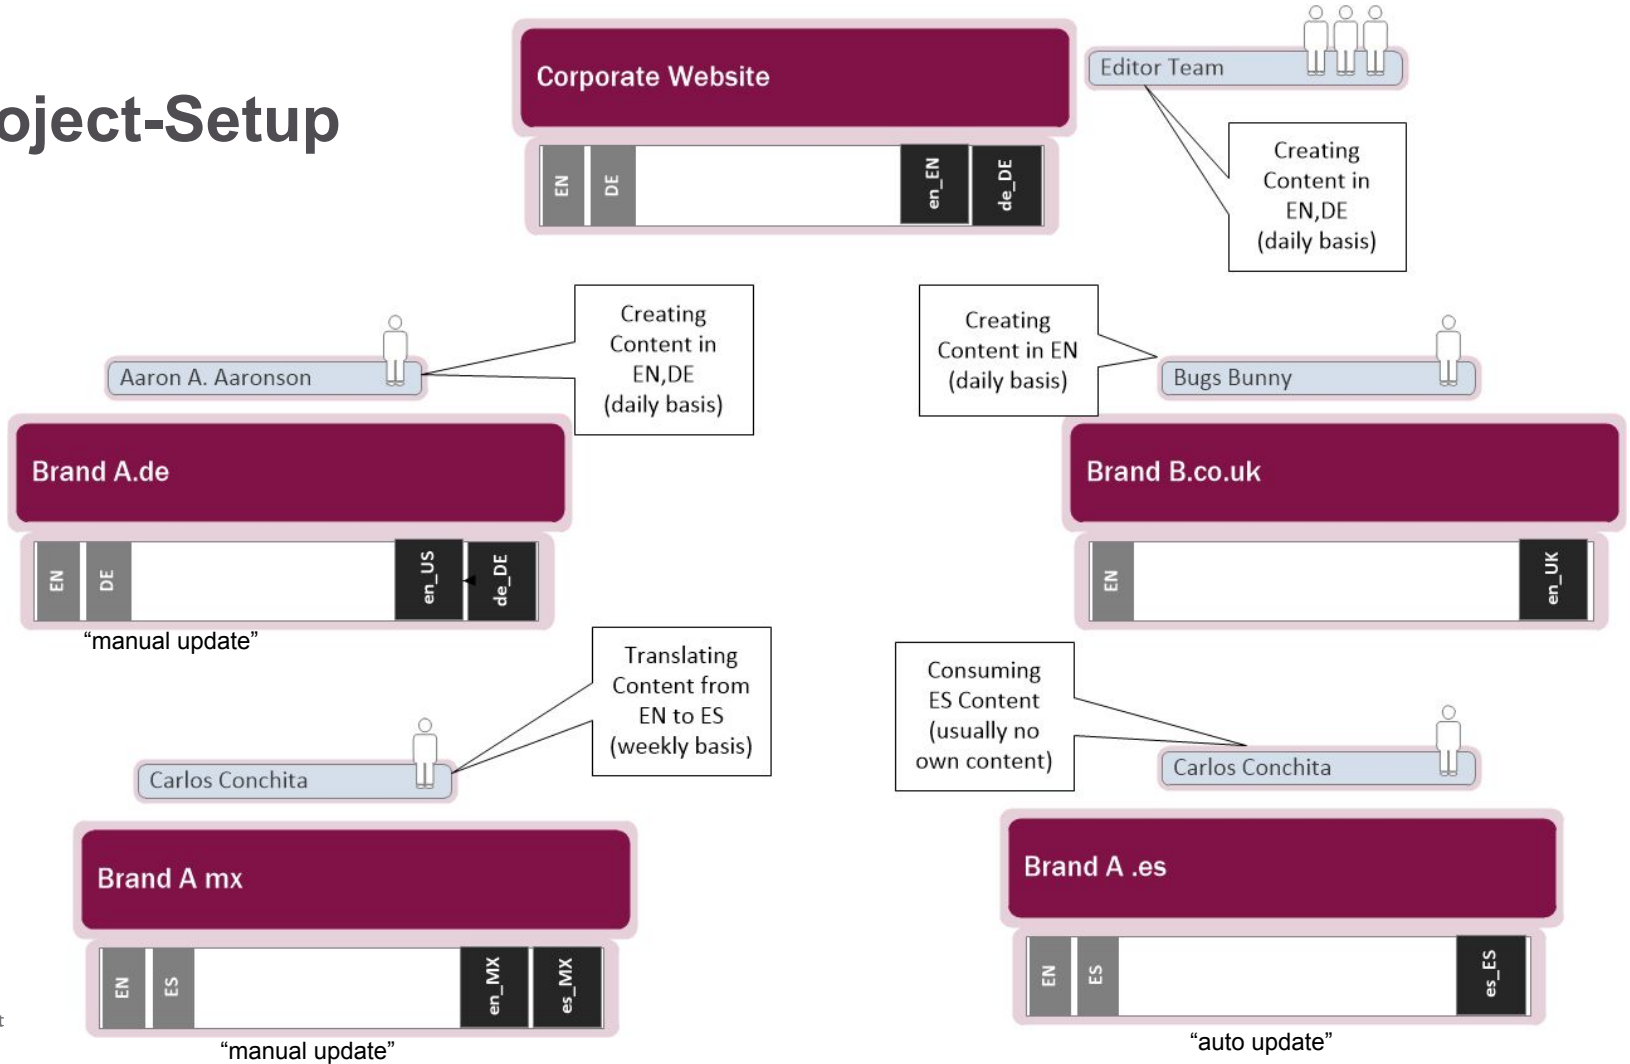 oject-Setup
Corporate Website
Editor Team
EN
DE
en_EN
de_DE
Creating
Content in
EN,DE
(daily basis)
Creating
Content in
EN,DE
(daily basis)
Creating
Content in EN
(daily basis)
Aaron A. Aaronson
Bugs Bunny
Brand A.de
Brand B.co.uk
EN
DE
en_US
de_DE
EN
en_UK
“manual update”
Translating
Content from
EN to ES
(weekly basis)
Consuming
ES Content
(usually no
own content)
Carlos Conchita
Carlos Conchita
Brand A mx
Brand A .es
EN
ES
en_MX
es_MX
EN
ES
es_ES
t
“manual update”
“auto update”